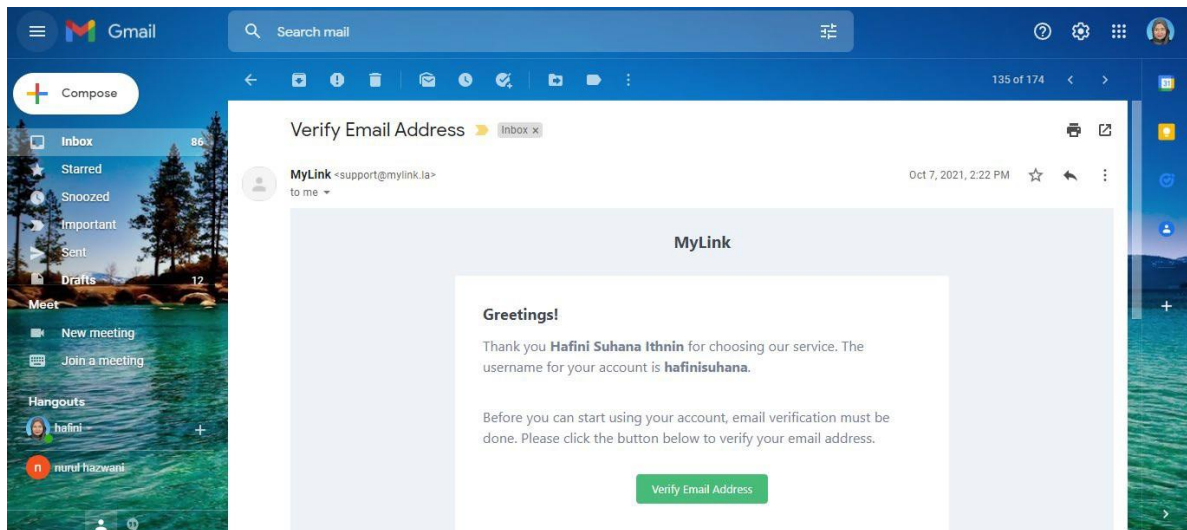 Gmail
Search mail
Compose
135 of 174
Inbox 86
Starred
Snoozed
Important
Sent
Drafts 12
Meet
New meeting
Join a meeting
Hangouts
hafini
nurul hazwani
n
Verify Email Address Inbox x
MyLink <support@mylink.la>
Oct 7, 2021, 2:22 PM
to me
MyLink
Greetings!
Thank you Hafini Suhana Ithnin for choosing our service. The
username for your account is hafinisuhana.
Before you can start using your account, email verification must be
done. Please click the button below to verify your email address.
Verify Email Address
31